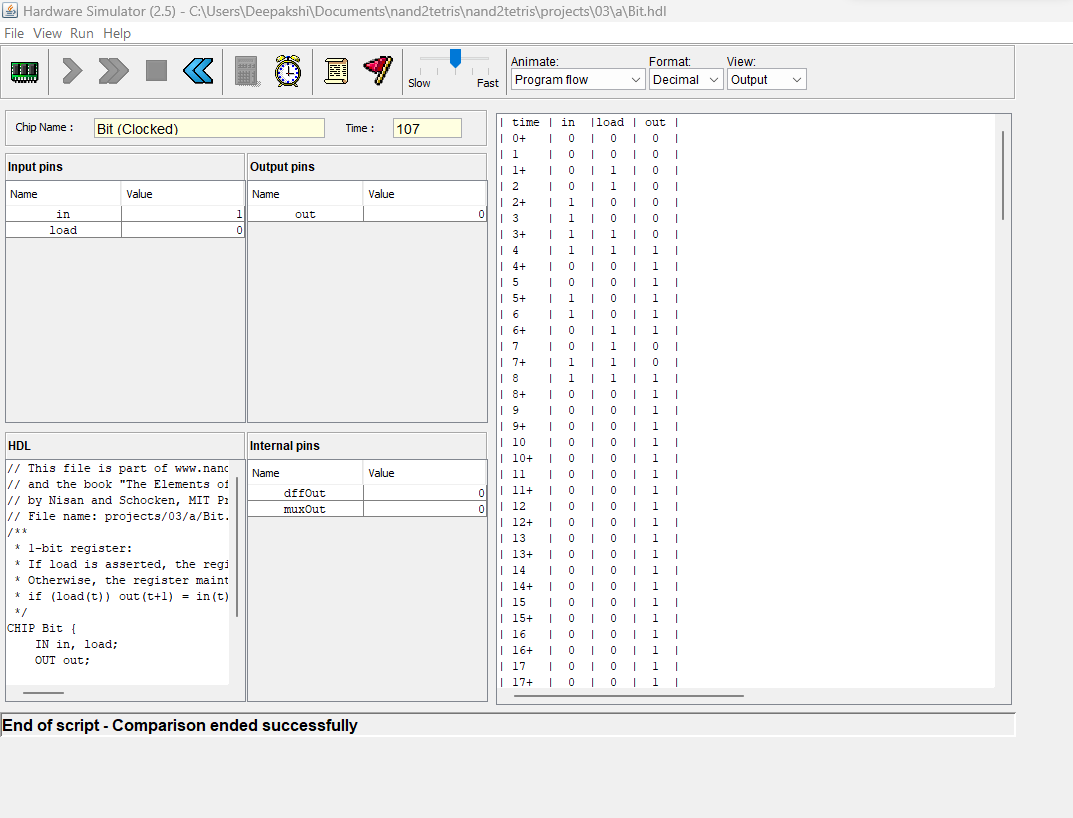 Hardware Simulator (2.5) - C:\Users\Deepakshi\Documents\nand2tetris\nand2tetris\projects\03\a\Bit.hdl
File View Run Help
Slow Fast
Animate: Format: View:
Program flow Decimal Output
Chip Name : Bit (Clocked) Time : 107
Input pins
Name Value
in 1
load 0
Output pins
Name Value
out 0
HDL
// This file is part of www.nand
// and the book "The Elements of
// by Nisan and Schocken, MIT Pr
// File name: projects/03/a/Bit.
/**
* 1-bit register:
* If load is asserted, the regi
* Otherwise, the register maint
* if (load(t)) out(t+1) = in(t)
*/
CHIP Bit {
IN in, load;
OUT out;
Internal pins
Name Value
dffOut 0
muxOut 0
| time | in |load | out |
| 0+ | 0 | 0 | 0 |
| 1 | 0 | 0 | 0 |
| 1+ | 0 | 1 | 0 |
| 2 | 0 | 1 | 0 |
| 2+ | 1 | 0 | 0 |
| 3 | 1 | 0 | 0 |
| 3+ | 1 | 1 | 0 |
| 4 | 1 | 1 | 1 |
| 4+ | 0 | 0 | 1 |
| 5 | 0 | 0 | 1 |
| 5+ | 1 | 0 | 1 |
| 6 | 1 | 0 | 1 |
| 6+ | 0 | 1 | 1 |
| 7 | 0 | 1 | 0 |
| 7+ | 1 | 1 | 0 |
| 8 | 1 | 1 | 1 |
| 8+ | 0 | 0 | 1 |
| 9 | 0 | 0 | 1 |
| 9+ | 0 | 0 | 1 |
| 10 | 0 | 0 | 1 |
| 10+ | 0 | 0 | 1 |
| 11 | 0 | 0 | 1 |
| 11+ | 0 | 0 | 1 |
| 12 | 0 | 0 | 1 |
| 12+ | 0 | 0 | 1 |
| 13 | 0 | 0 | 1 |
| 13+ | 0 | 0 | 1 |
| 14 | 0 | 0 | 1 |
| 14+ | 0 | 0 | 1 |
| 15 | 0 | 0 | 1 |
| 15+ | 0 | 0 | 1 |
| 16 | 0 | 0 | 1 |
| 16+ | 0 | 0 | 1 |
| 17 | 0 | 0 | 1 |
| 17+ | 0 | 0 | 1 |
End of script - Comparison ended successfully